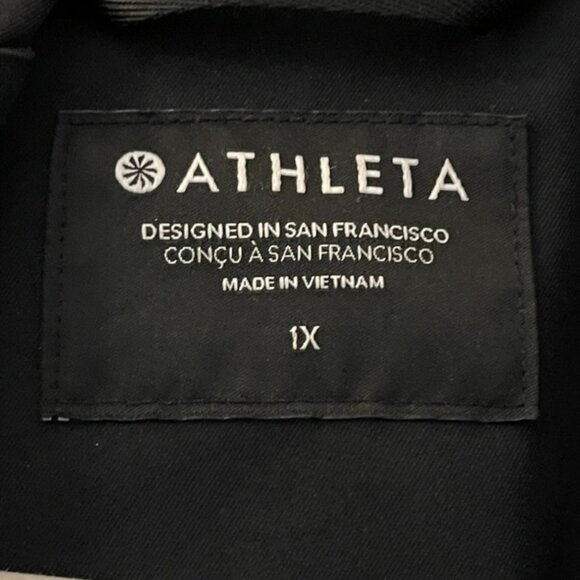 ATHLETA
DESIGNED IN SAN FRANCISCO
CONÇU À SAN FRANCISCO
MADE IN VIETNAM
1X